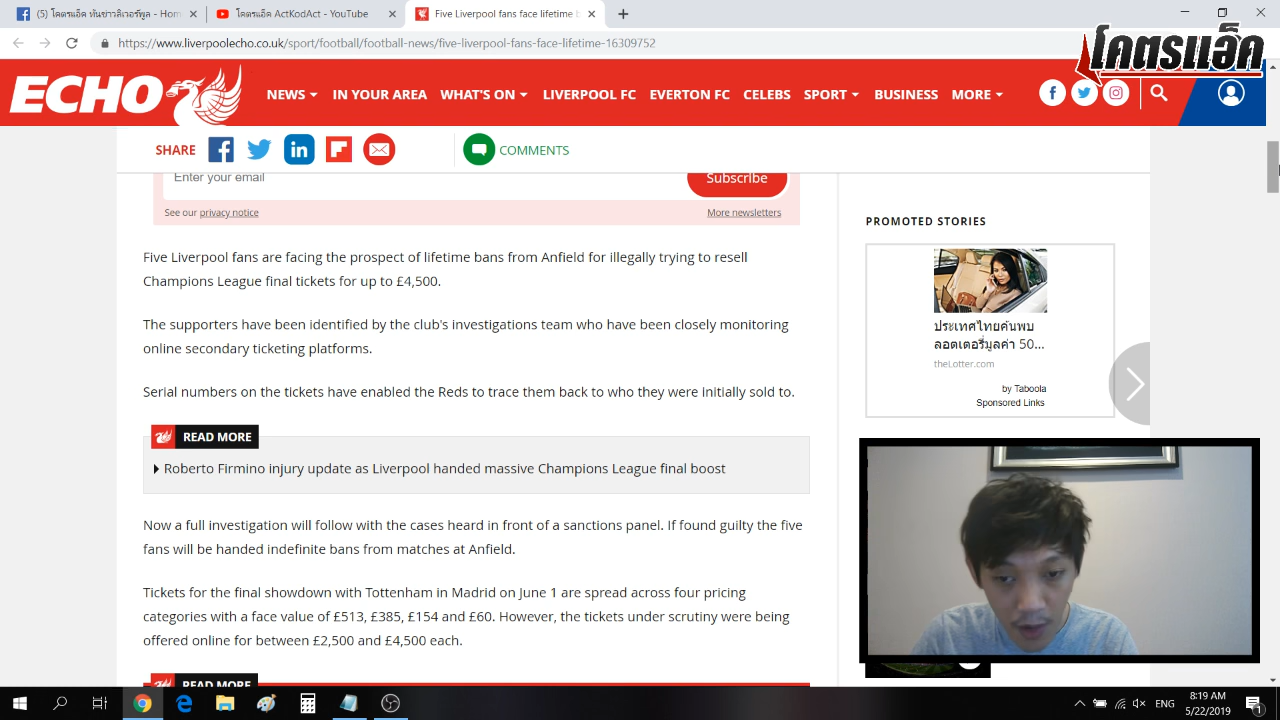 (5) โคตรแอ็ค ทันข่าวลิเวอร์ - Hom
โคตรแอ็ค ActKodAct - YouTube
Five Liverpool fans face lifetime b
https://www.liverpoolecho.co.uk/sport/football/football-news/five-liverpool-fans-face-lifetime-16309752
โคตรแอ็ค
ECHO
NEWS
IN YOUR AREA
WHAT'S ON
LIVERPOOL FC
EVERTON FC
CELEBS
SPORT
BUSINESS
MORE
SHARE
COMMENTS
Enter your email
Subscribe
See our privacy notice
More newsletters
Five Liverpool fans are facing the prospect of lifetime bans from Anfield for illegally trying to resell
Champions League final tickets for up to £4,500.
The supporters have been identified by the club's investigations team who have been closely monitoring
online secondary ticketing platforms.
Serial numbers on the tickets have enabled the Reds to trace them back to who they were initially sold to.
READ MORE
Roberto Firmino injury update as Liverpool handed massive Champions League final boost
Now a full investigation will follow with the cases heard in front of a sanctions panel. If found guilty the five
fans will be handed indefinite bans from matches at Anfield.
Tickets for the final showdown with Tottenham in Madrid on June 1 are spread across four pricing
categories with a face value of £513, £385, £154 and £60. However, the tickets under scrutiny were being
offered online for between £2,500 and £4,500 each.
READ MORE
PROMOTED STORIES
ประเทศไทยค้นพบ
ลอตเตอรี่มูลค่า 50...
theLotter.com
by Taboola
Sponsored Links
ENG
8:19 AM
5/22/2019
1